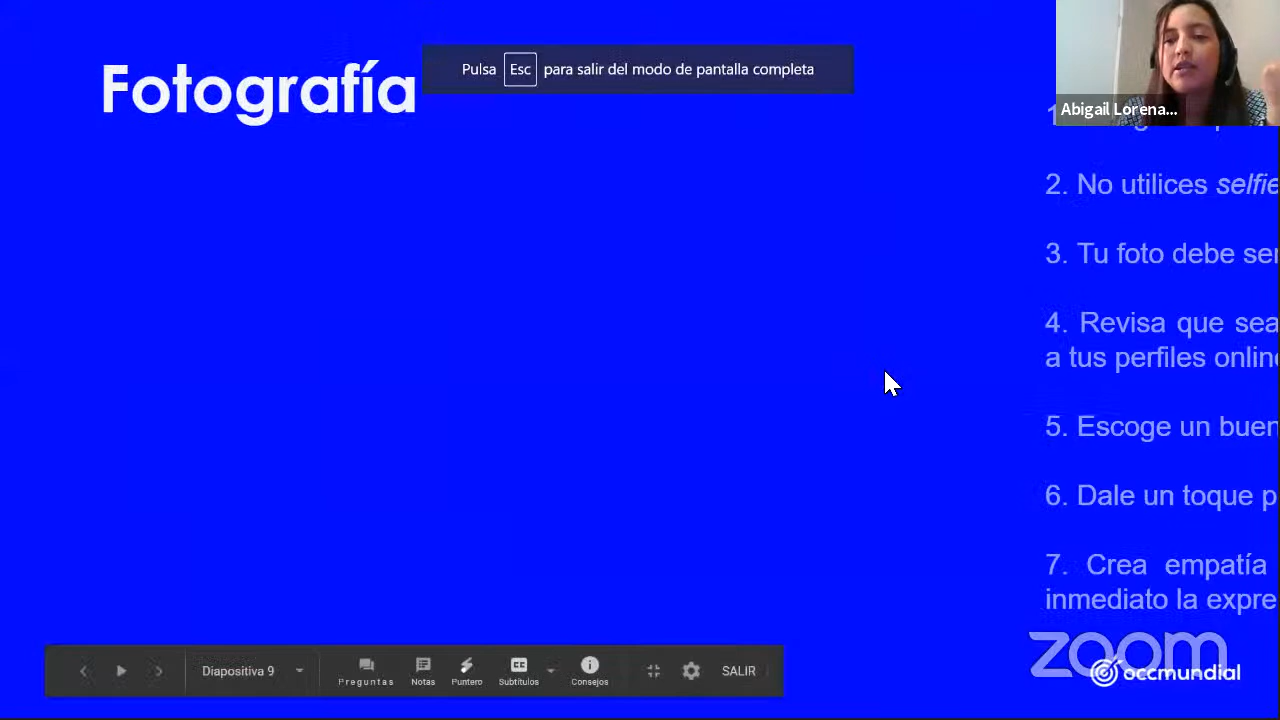 Fotografía
Pulsa Esc para salir del modo de pantalla completa
Abigail Lorena...
2. No utilices selfie
3. Tu foto debe ser
4. Revisa que sea
a tus perfiles online
5. Escoge un buen
6. Dale un toque p
7. Crea empatía
inmediato la expre
zoom
occmundial
Diapositiva 9
Preguntas
Notas
Puntero
CC
Subtítulos
Consejos
SALIR